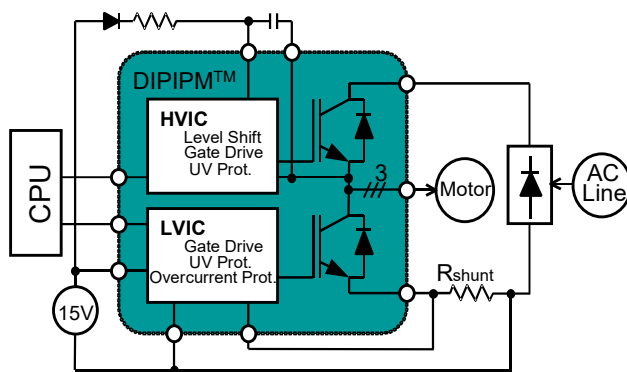 DIPIPM™
HVIC
Level Shift
Gate Drive
UV Prot.
CPU
3
Motor
AC
Line
LVIC
Gate Drive
UV Prot.
Overcurrent Prot.
Rshunt
15V